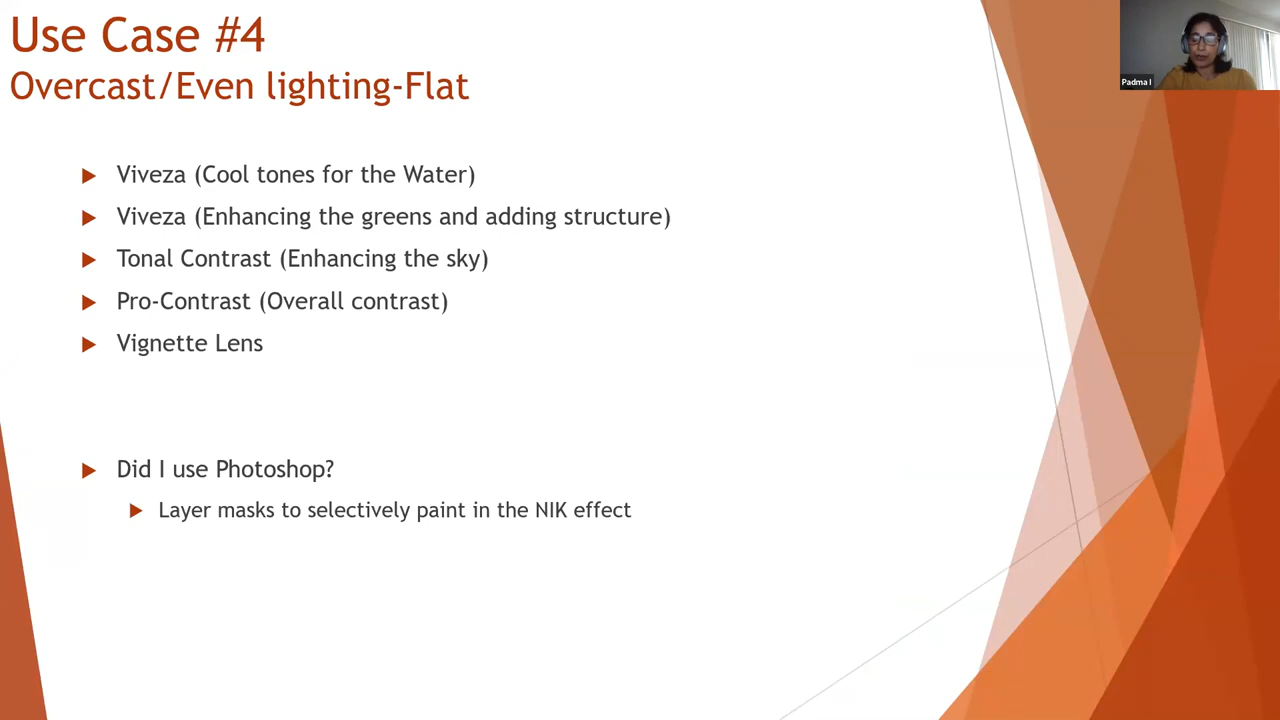 Use Case #4
Overcast/Even lighting-Flat
Viveza (Cool tones for the Water)
Viveza (Enhancing the greens and adding structure)
Tonal Contrast (Enhancing the sky)
Pro-Contrast (Overall contrast)
Vignette Lens
Did I use Photoshop?
Layer masks to selectively paint in the NIK effect
Padma I